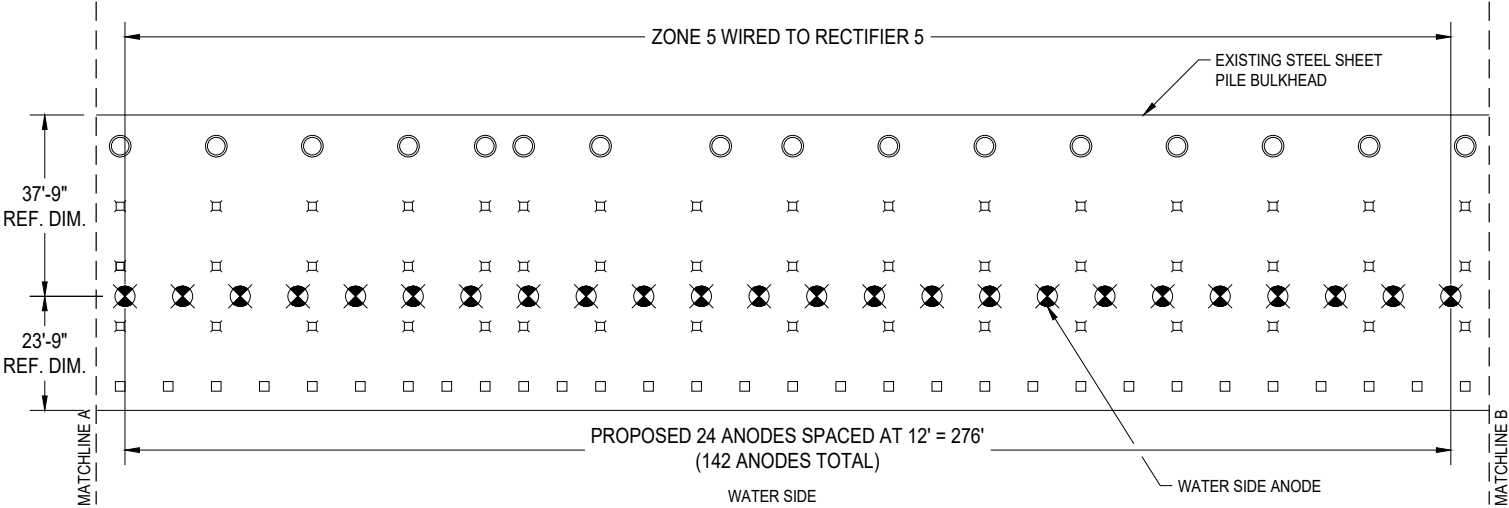 ZONE 5 WIRED TO RECTIFIER 5
EXISTING STEEL SHEET
PILE BULKHEAD
37'-9"
REF. DIM.
23'-9"
REF. DIM.
MATCHLINE A
MATCHLINE B
PROPOSED 24 ANODES SPACED AT 12' = 276'
(142 ANODES TOTAL)
WATER SIDE ANODE
WATER SIDE